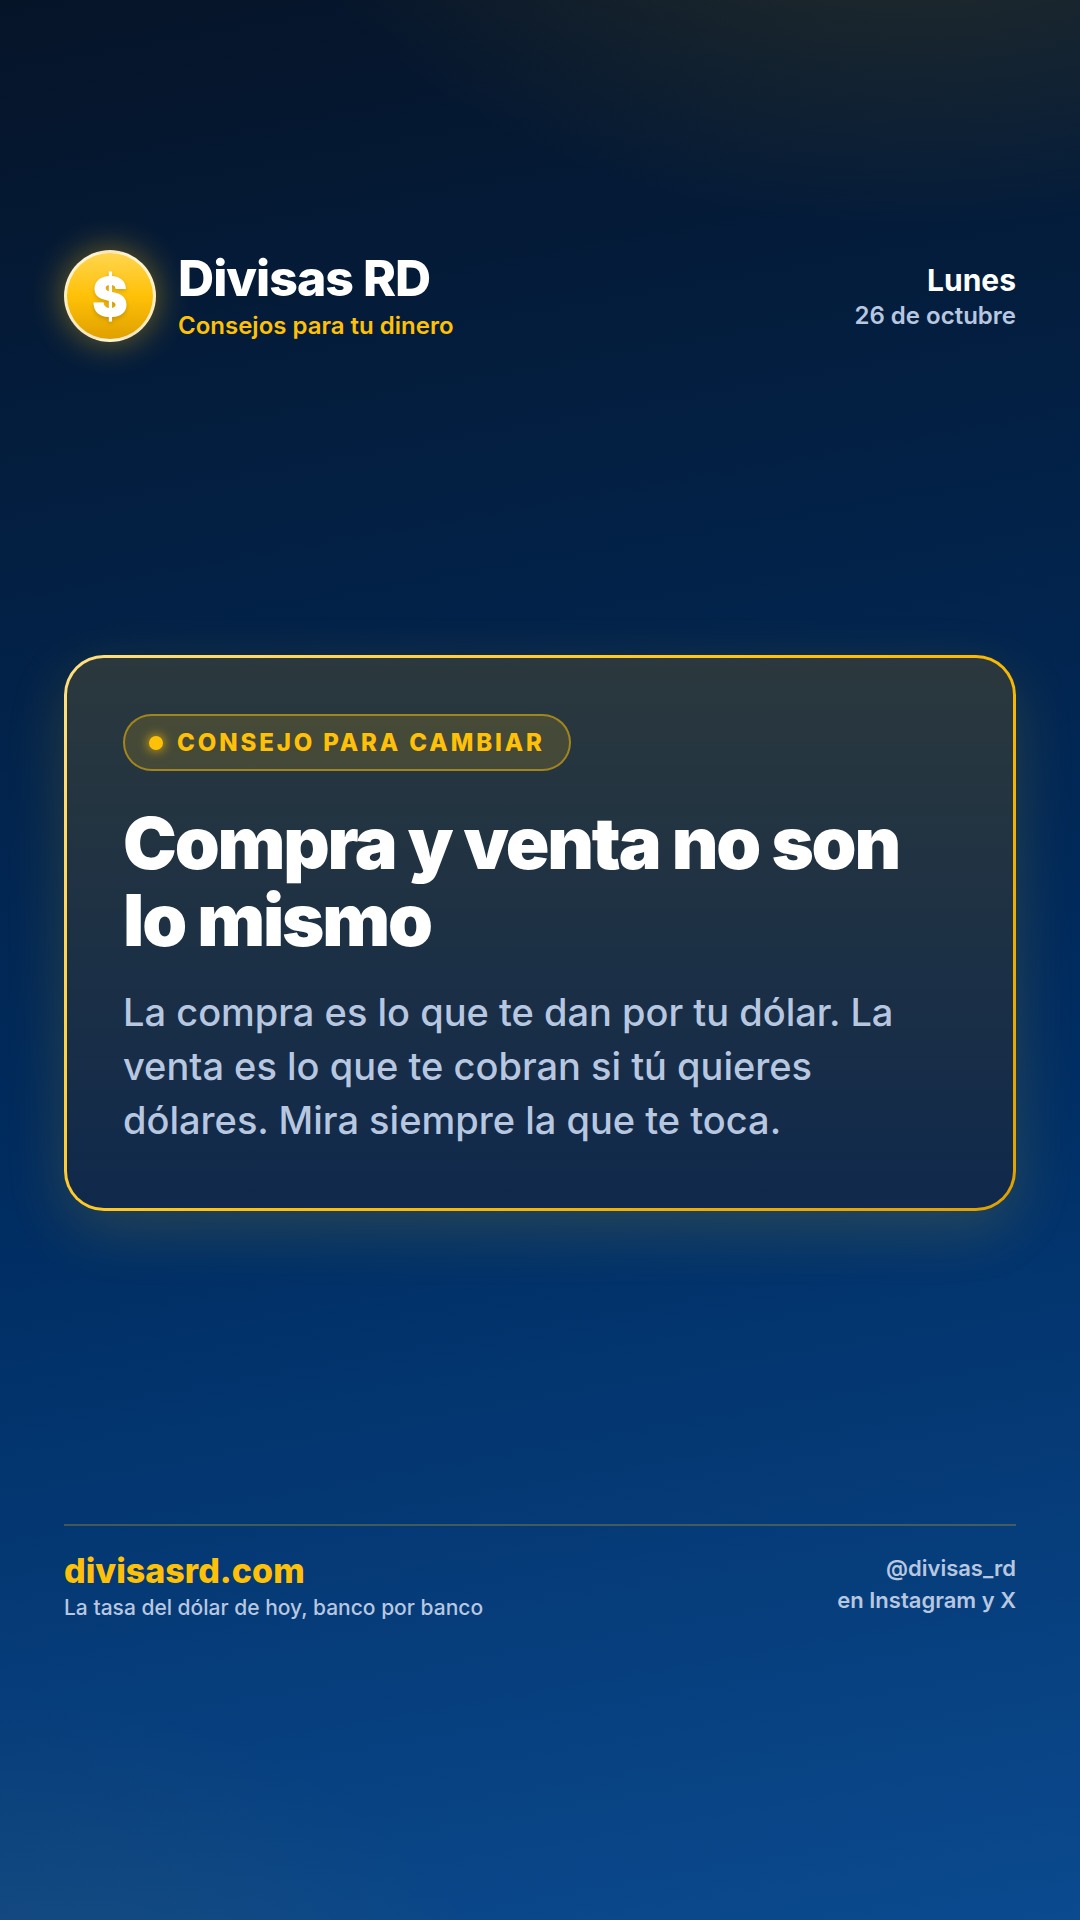 $
Divisas RD
Consejos para tu dinero
Lunes
26 de octubre
CONSEJO PARA CAMBIAR
Compra y venta no son
lo mismo
La compra es lo que te dan por tu dólar. La
venta es lo que te cobran si tú quieres
dólares. Mira siempre la que te toca.
divisasrd.com
La tasa del dólar de hoy, banco por banco
@divisas_rd
en Instagram y X